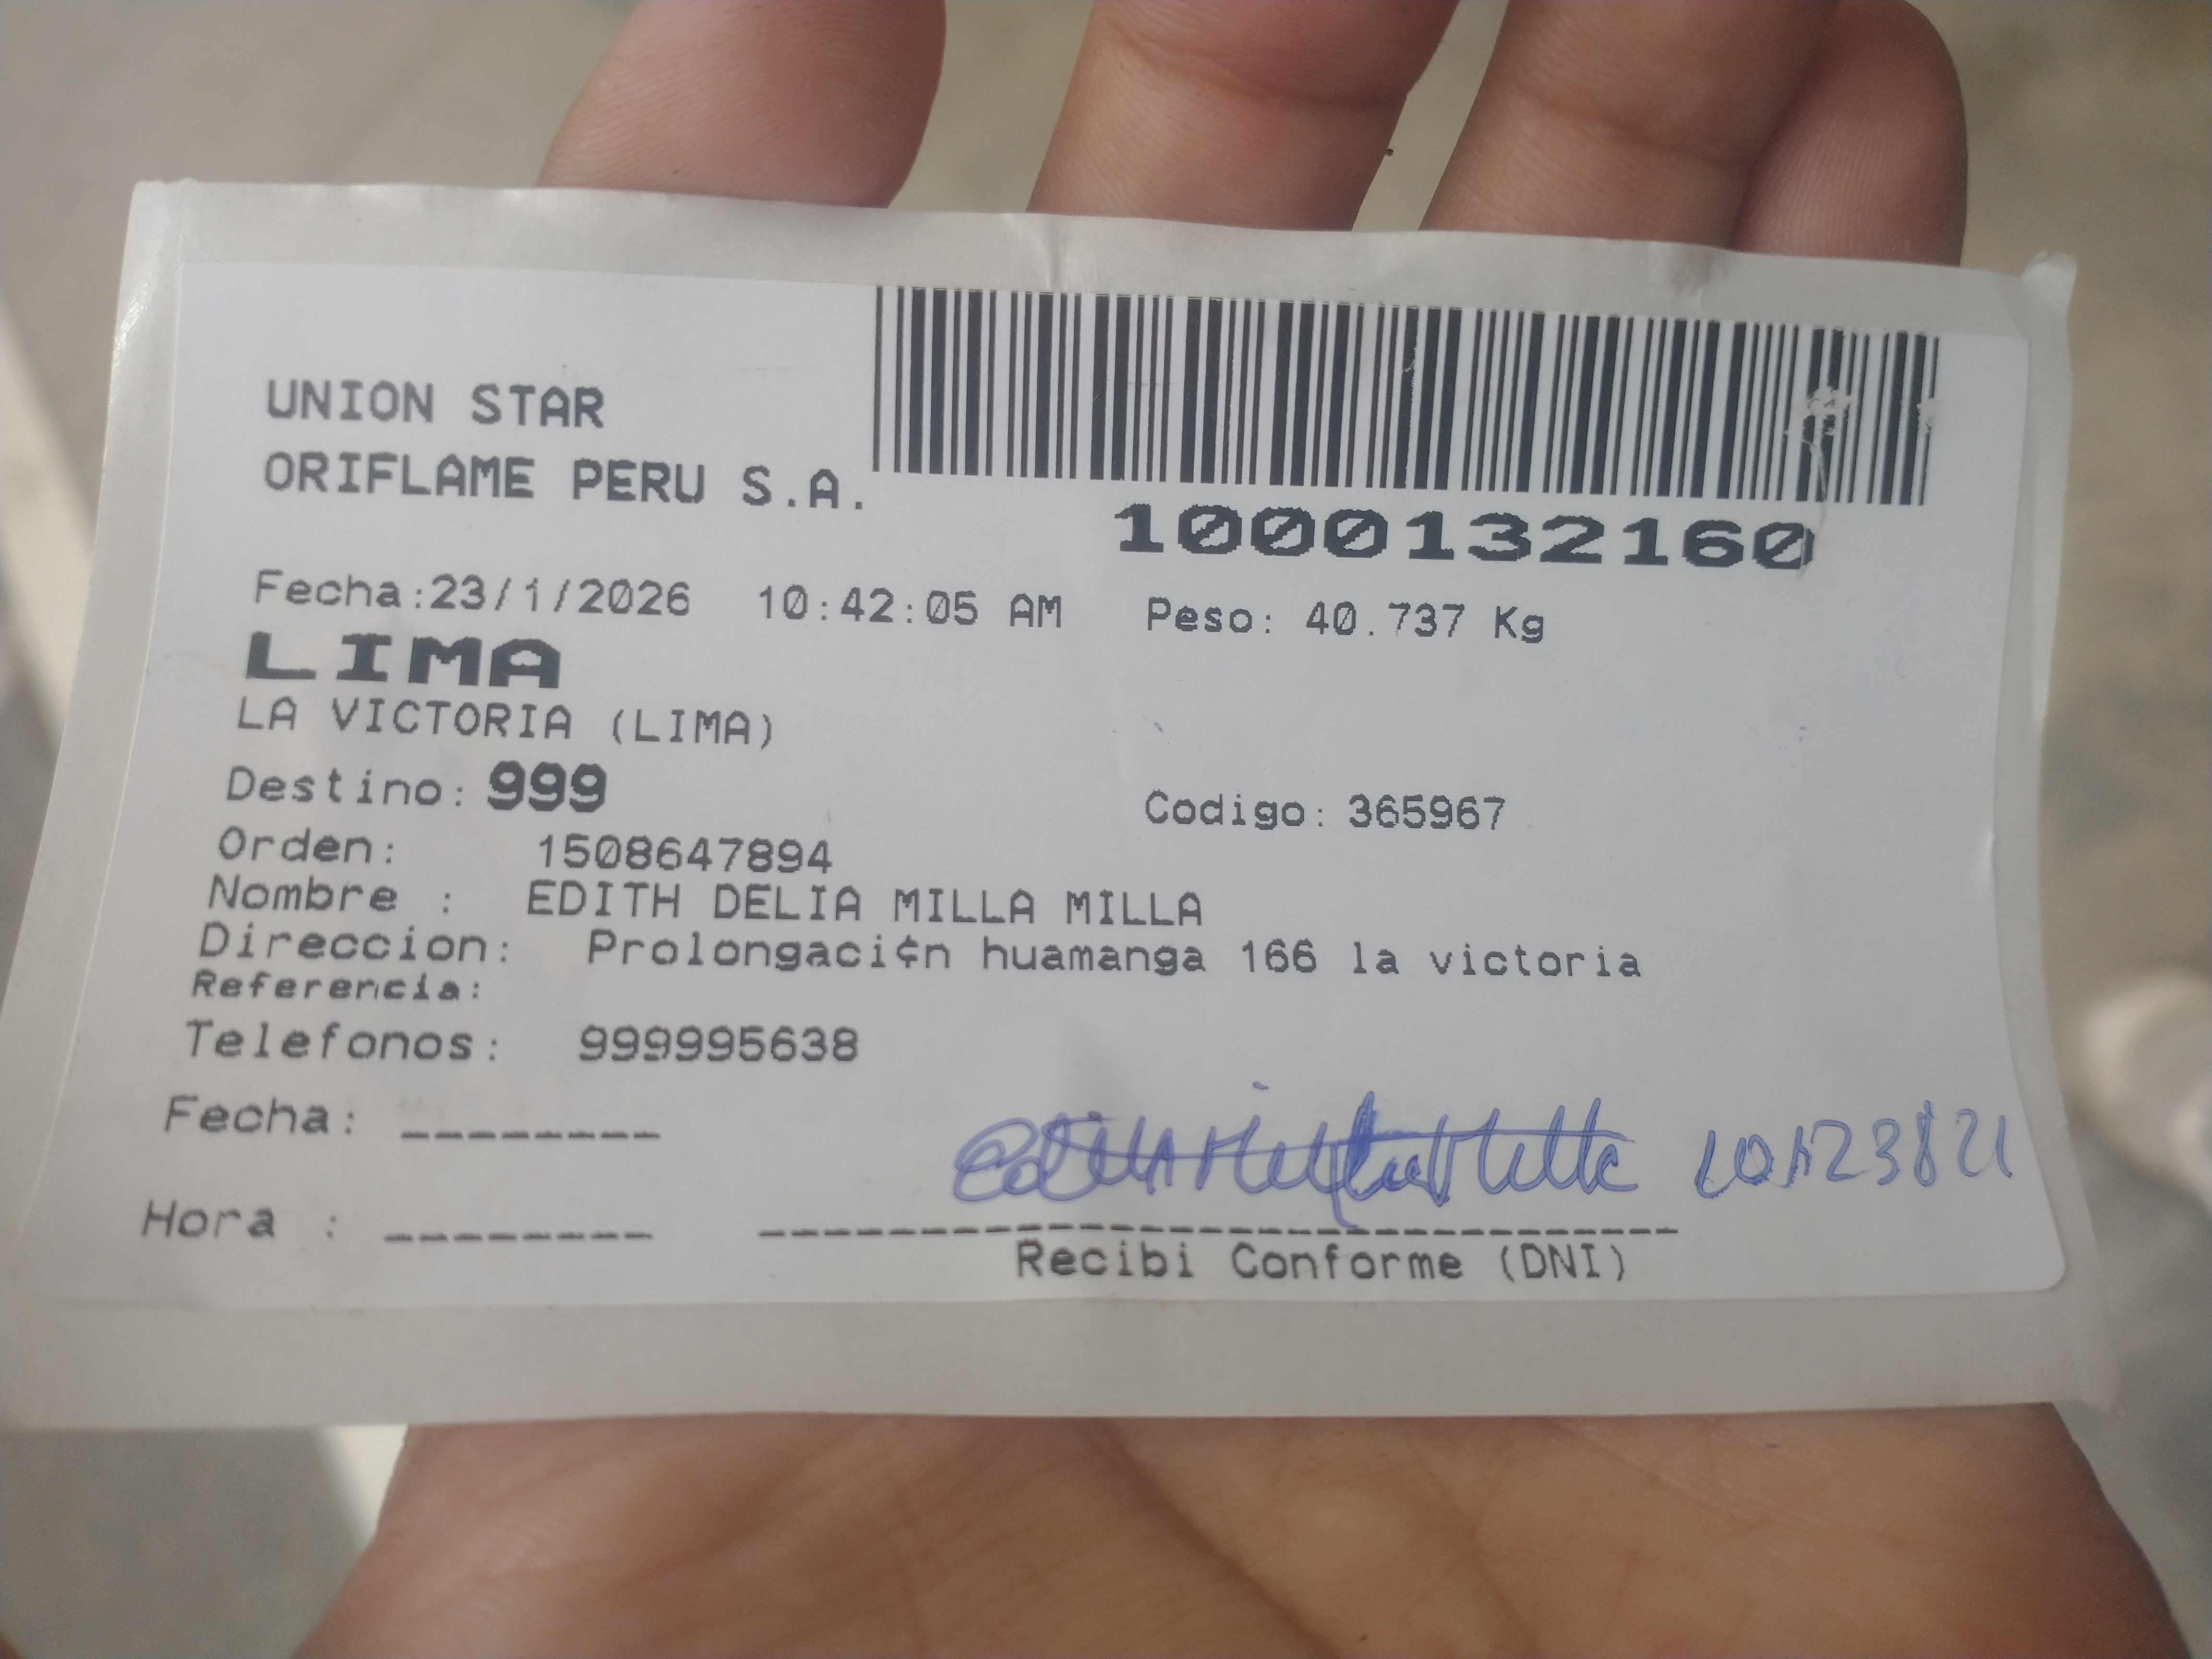 UNION STAR
ORIFLAME PERU S.A.
1000132160
Fecha:23/1/2026 10:42:05 AM Peso: 40.737 Kg
LIMA
LA VICTORIA (LIMA)
Destino: 999 Codigo: 365967
Orden: 1508647894
Nombre : EDITH DELIA MILLA MILLA
Direccion: Prolongaci¢n huamanga 166 la victoria
Referencia:
Telefonos: 999995638
Fecha: ________
Hora : ________
Recibi Conforme (DNI)